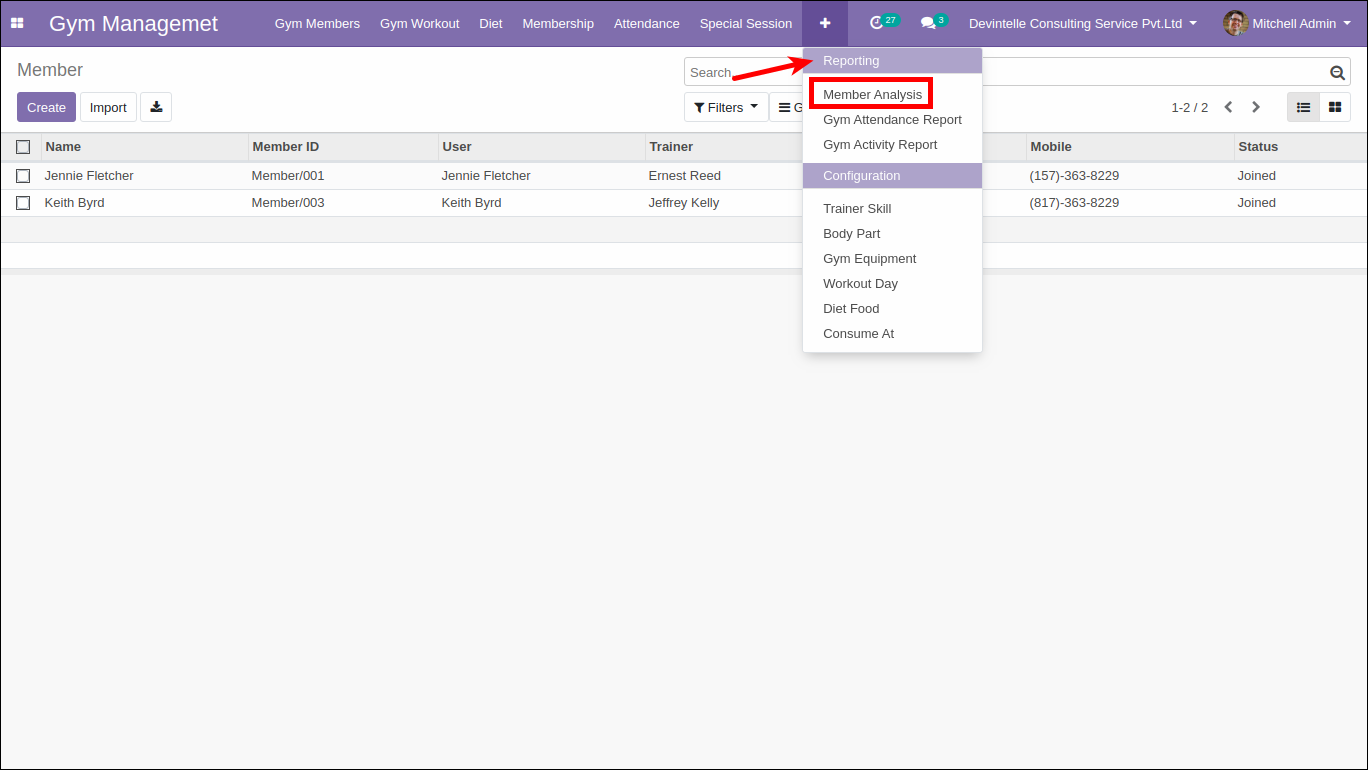 Gym Managemet
Gym Members
Gym Workout
Diet
Membership
Attendance
Special Session
27
3
Devintelle Consulting Service Pvt.Ltd
Mitchell Admin
Member
Search...
Create
Import
Filters
G
1-2 / 2
Reporting
Member Analysis
Gym Attendance Report
Gym Activity Report
Configuration
Trainer Skill
Body Part
Gym Equipment
Workout Day
Diet Food
Consume At
Name Member ID User Trainer Mobile Status
Jennie Fletcher Member/001 Jennie Fletcher Ernest Reed (157)-363-8229 Joined
Keith Byrd Member/003 Keith Byrd Jeffrey Kelly (817)-363-8229 Joined